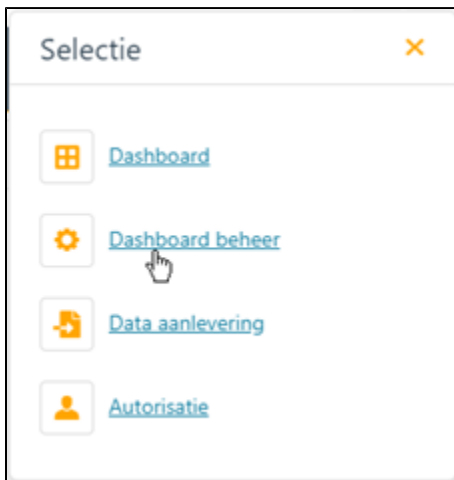 Selectie
Dashboard
Dashboard beheer
Data aanlevering
Autorisatie